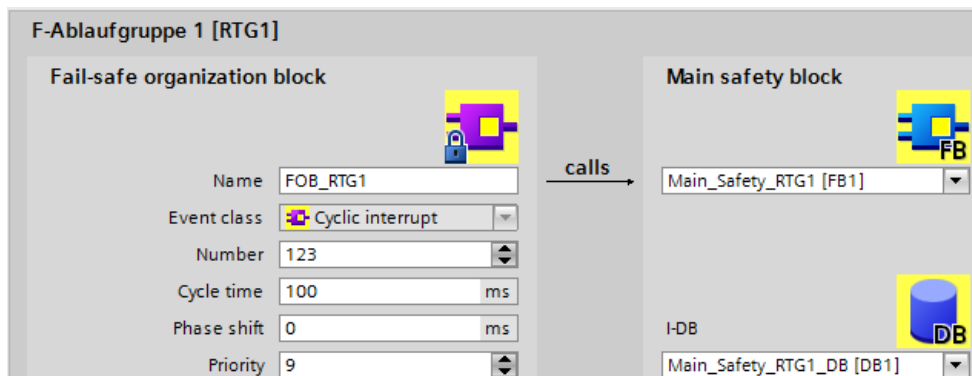 F-Ablaufgruppe 1 [RTG1]
Fail-safe organization block
Name FOB_RTG1
Event class Cyclic interrupt
Number 123
Cycle time 100 ms
Phase shift 0 ms
Priority 9
calls
Main safety block
FB
Main_Safety_RTG1 [FB1]
I-DB
DB
Main_Safety_RTG1_DB [DB1]